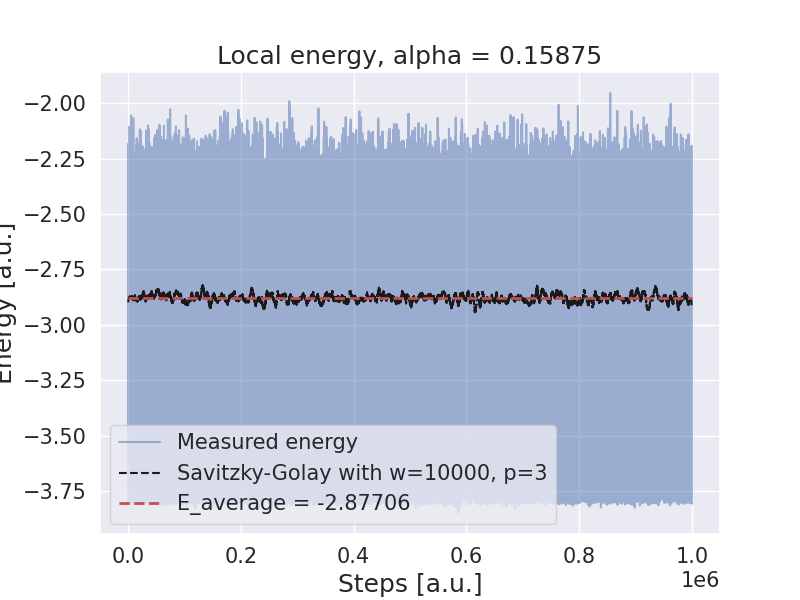 Local energy, alpha = 0.15875
Energy [a.u.]
−2.00
−2.25
−2.50
−2.75
−3.00
−3.25
−3.50
−3.75
Measured energy
Savitzky-Golay with w=10000, p=3
E_average = -2.87706
0.0 0.2 0.4 0.6 0.8 1.0
1e6
Steps [a.u.]